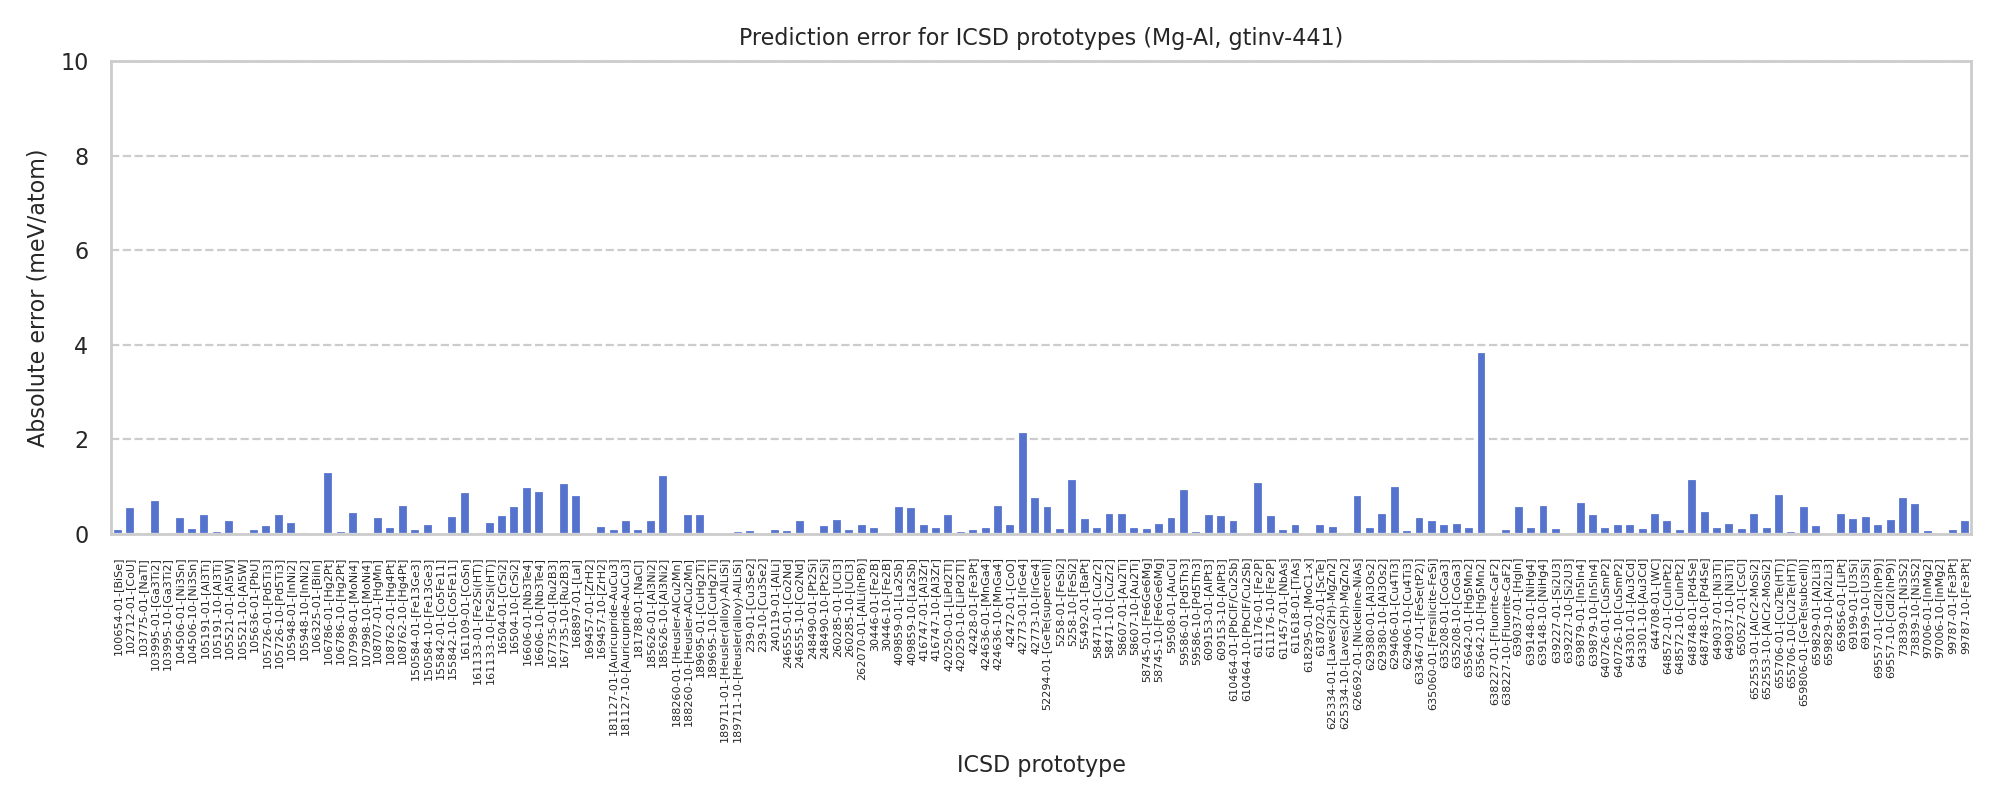 Prediction error for ICSD prototypes (Mg-Al, gtinv-441)
Absolute error (meV/atom)
10
8
6
4
2
0
100654-01-[BiSe]
102712-01-[CoU]
103775-01-[NaTl]
103995-01-[Ga3Ti2]
103995-10-[Ga3Ti2]
104506-01-[Ni3Sn]
104506-10-[Ni3Sn]
105191-01-[Al3Ti]
105191-10-[Al3Ti]
105521-01-[Al5W]
105521-10-[Al5W]
105636-01-[PbU]
105726-01-[Pd5Ti3]
105726-10-[Pd5Ti3]
105948-01-[InNi2]
105948-10-[InNi2]
106325-01-[BiIn]
106786-01-[Hg2Pt]
106786-10-[Hg2Pt]
107998-01-[MoNi4]
107998-10-[MoNi4]
108707-01-[HgMn]
108762-01-[Hg4Pt]
108762-10-[Hg4Pt]
150584-01-[Fe13Ge3]
150584-10-[Fe13Ge3]
155842-01-[Co5Fe11]
155842-10-[Co5Fe11]
161109-01-[CoSn]
161133-01-[Fe2Si(HT)]
161133-10-[Fe2Si(HT)]
16504-01-[CrSi2]
16504-10-[CrSi2]
16606-01-[Nb3Te4]
16606-10-[Nb3Te4]
167735-01-[Ru2B3]
167735-10-[Ru2B3]
168897-01-[LaI]
169457-01-[ZrH2]
169457-10-[ZrH2]
181127-01-[Auricupride-AuCu3]
181127-10-[Auricupride-AuCu3]
181788-01-[NaCl]
185626-01-[Al3Ni2]
185626-10-[Al3Ni2]
188260-01-[Heusler-AlCu2Mn]
188260-10-[Heusler-AlCu2Mn]
189695-01-[CuHg2Ti]
189695-10-[CuHg2Ti]
189711-01-[Heusler(alloy)-AlLiSi]
189711-10-[Heusler(alloy)-AlLiSi]
239-01-[Cu3Se2]
239-10-[Cu3Se2]
240119-01-[AlLi]
246555-01-[Co2Nd]
246555-10-[Co2Nd]
248490-01-[Pt2Si]
248490-10-[Pt2Si]
260285-01-[UCl3]
260285-10-[UCl3]
262070-01-[AlLi(hP8)]
30446-01-[Fe2B]
30446-10-[Fe2B]
409859-01-[La2Sb]
409859-10-[La2Sb]
416747-01-[Al3Zr]
416747-10-[Al3Zr]
420250-01-[LiPd2Tl]
420250-10-[LiPd2Tl]
42428-01-[Fe3Pt]
424636-01-[MnGa4]
424636-10-[MnGa4]
42472-01-[CoO]
42773-01-[IrGe4]
42773-10-[IrGe4]
52294-01-[GeTe(supercell)]
5258-01-[FeSi2]
5258-10-[FeSi2]
55492-01-[BaPt]
58471-01-[CuZr2]
58471-10-[CuZr2]
58607-01-[Au2Ti]
58607-10-[Au2Ti]
58745-01-[Fe6Ge6Mg]
58745-10-[Fe6Ge6Mg]
59508-01-[AuCu]
59586-01-[Pd5Th3]
59586-10-[Pd5Th3]
609153-01-[AlPt3]
609153-10-[AlPt3]
610464-01-[PbClF/Cu2Sb]
610464-10-[PbClF/Cu2Sb]
611176-01-[Fe2P]
611176-10-[Fe2P]
611457-01-[NbAs]
611618-01-[TiAs]
618295-01-[MoC1-x]
618702-01-[ScTe]
625334-01-[Laves(2H)-MgZn2]
625334-10-[Laves(2H)-MgZn2]
626692-01-[Nickeline-NiAs]
629380-01-[Al3Os2]
629380-10-[Al3Os2]
629406-01-[Cu4Ti3]
629406-10-[Cu4Ti3]
633467-01-[FeSe(tP2)]
635060-01-[Fersilicite-FeSi]
635208-01-[CoGa3]
635208-10-[CoGa3]
635642-01-[Hg5Mn2]
635642-10-[Hg5Mn2]
638227-01-[Fluorite-CaF2]
638227-10-[Fluorite-CaF2]
639037-01-[HgIn]
639148-01-[NiHg4]
639148-10-[NiHg4]
639227-01-[Si2U3]
639227-10-[Si2U3]
639879-01-[In5In4]
639879-10-[In5In4]
640726-01-[CuSmP2]
640726-10-[CuSmP2]
643301-01-[Au3Cd]
643301-10-[Au3Cd]
644708-01-[WC]
648572-01-[CuInPt2]
648572-10-[CuInPt2]
648748-01-[Pd4Se]
648748-10-[Pd4Se]
649037-01-[Ni3Ti]
649037-10-[Ni3Ti]
650527-01-[CsCl]
652553-01-[AlCr2-MoSi2]
652553-10-[AlCr2-MoSi2]
655706-01-[Cu2Te(HT)]
655706-10-[Cu2Te(HT)]
659806-01-[GeTe(subcell)]
659829-01-[Al2Li3]
659829-10-[Al2Li3]
659856-01-[LiPt]
69199-01-[U3Si]
69199-10-[U3Si]
69557-01-[CdI2(hP9)]
69557-10-[CdI2(hP9)]
73839-01-[Ni3S2]
73839-10-[Ni3S2]
97006-01-[InMg2]
97006-10-[InMg2]
99787-01-[Fe3Pt]
99787-10-[Fe3Pt]
ICSD prototype